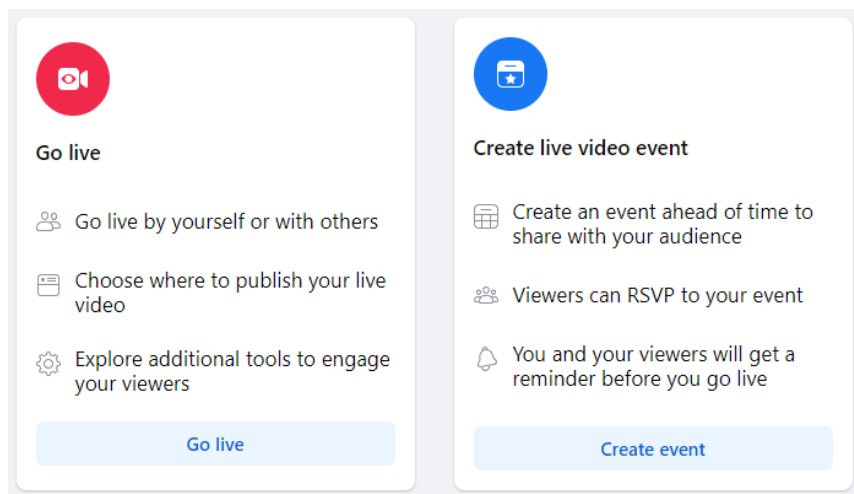 Go live
Go live by yourself or with others
Choose where to publish your live
video
Explore additional tools to engage
your viewers
Go live
Create live video event
Create an event ahead of time to
share with your audience
Viewers can RSVP to your event
You and your viewers will get a
reminder before you go live
Create event